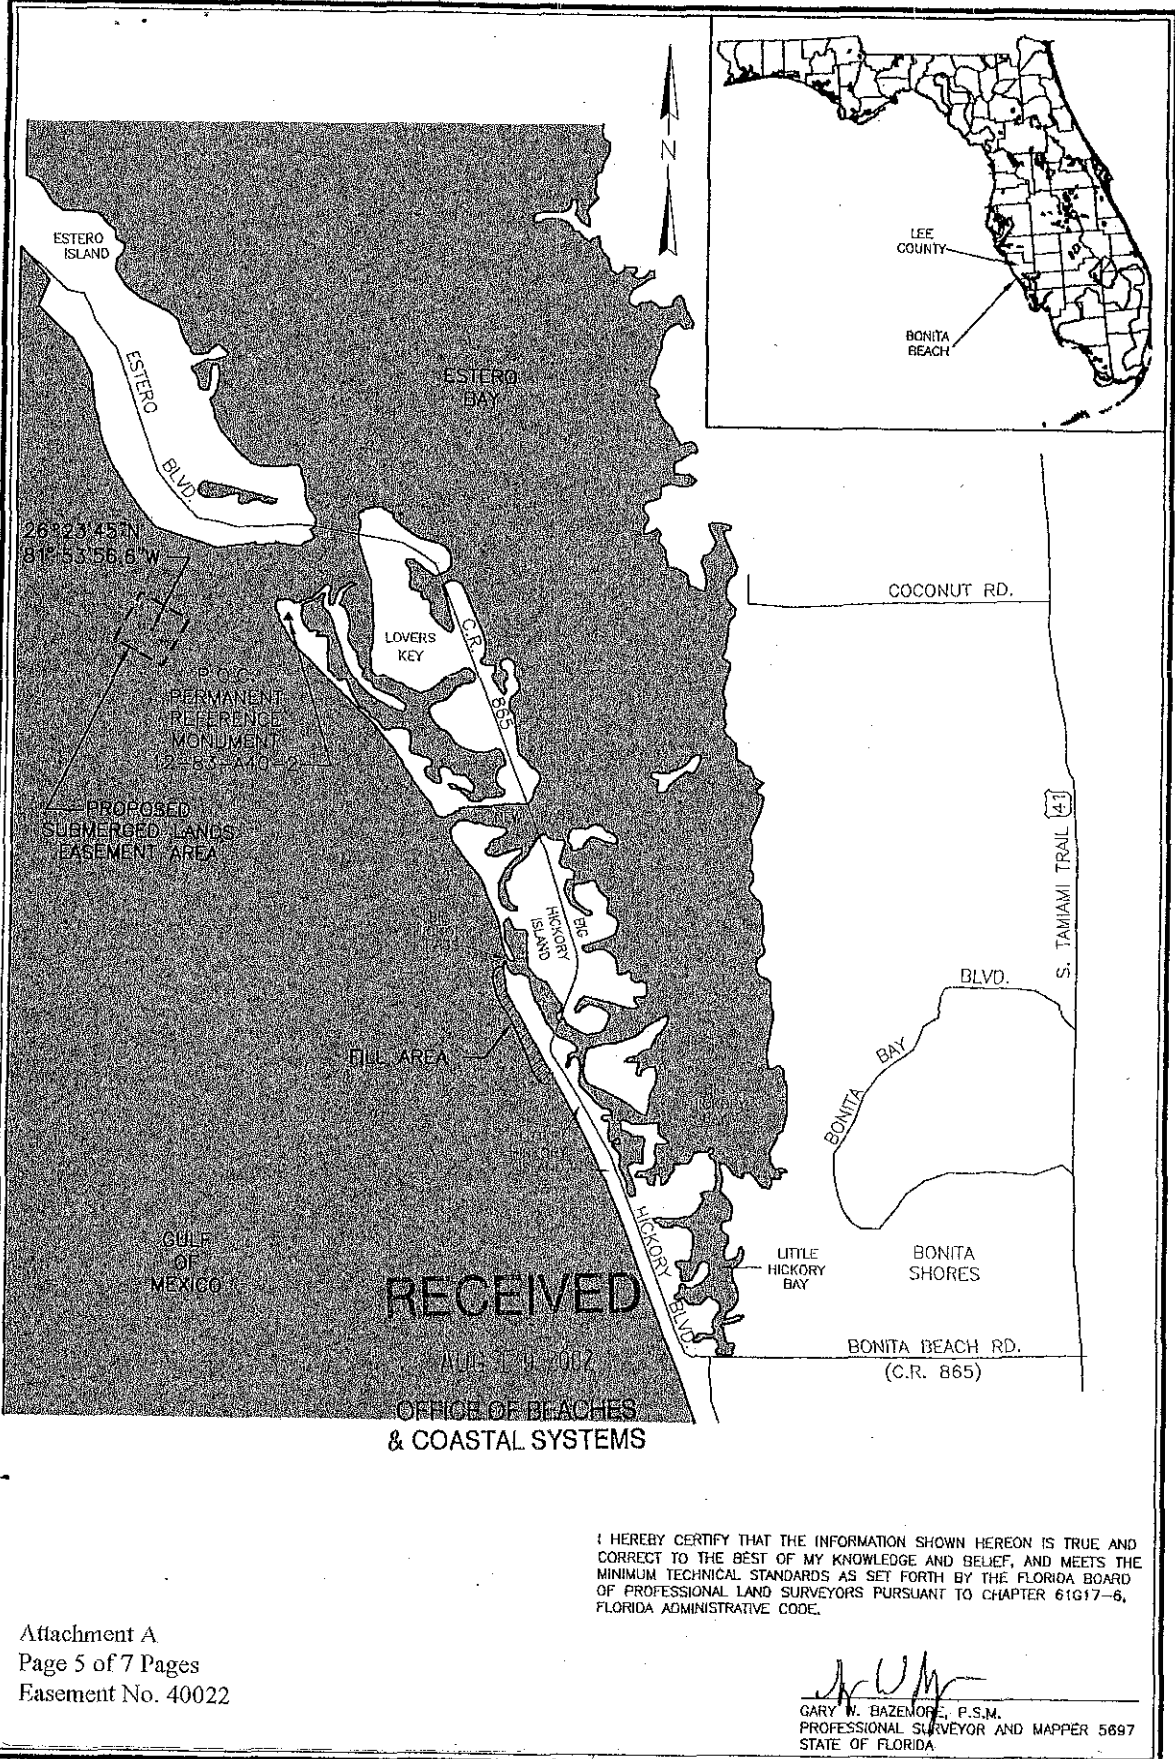 N
LEE
COUNTY
BONITA
BEACH
ESTERO
ISLAND
ESTERO
BLVD.
ESTERO
BAY
26°23'45"N
81°53'56.6"W
COCONUT RD.
LOVERS
KEY
C.R. 865
P.O.C.
PERMANENT
REFERENCE
MONUMENT
12-83-A40-2
PROPOSED
SUBMERGED LANDS
EASEMENT AREA
S. TAMIAMI TRAIL 41
BIG
HICKORY
ISLAND
BONITA BAY BLVD.
FILL AREA
GULF
OF
MEXICO
HICKORY BLVD.
LITTLE
HICKORY
BAY
BONITA
SHORES
BONITA BEACH RD.
(C.R. 865)
RECEIVED
AUG 2002
OFFICE OF BEACHES
& COASTAL SYSTEMS
I HEREBY CERTIFY THAT THE INFORMATION SHOWN HEREON IS TRUE AND
CORRECT TO THE BEST OF MY KNOWLEDGE AND BELIEF, AND MEETS THE
MINIMUM TECHNICAL STANDARDS AS SET FORTH BY THE FLORIDA BOARD
OF PROFESSIONAL LAND SURVEYORS PURSUANT TO CHAPTER 61G17-6,
FLORIDA ADMINISTRATIVE CODE.
Attachment A
Page 5 of 7 Pages
Easement No. 40022
GARY W. BAZEMORE, P.S.M.
PROFESSIONAL SURVEYOR AND MAPPER 5697
STATE OF FLORIDA